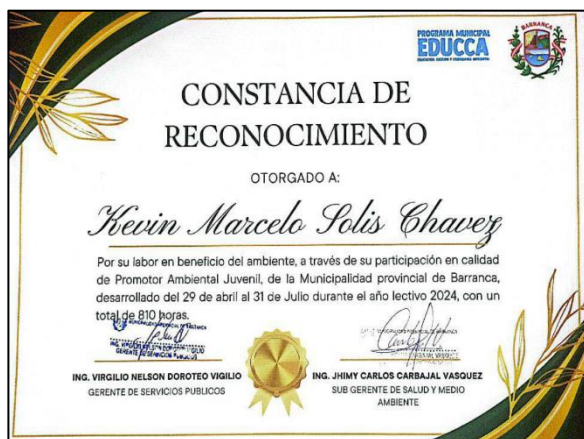 PROGRAMA MUNICIPAL
EDUCCA
BARRANCA
CONSTANCIA DE
RECONOCIMIENTO
OTORGADO A:
Kevin Marcelo Solis Chavez
Por su labor en beneficio del ambiente, a través de su participación en calidad
de Promotor Ambiental Juvenil, de la Municipalidad provincial de Barranca,
desarrollado del 29 de abril al 31 de Julio durante el año lectivo 2024, con un
total de 810 horas.
ING. VIRGILIO NELSON DOROTEO VIGILIO
GERENTE DE SERVICIOS PUBLICOS
ING. JHIMY CARLOS CARBAJAL VASQUEZ
SUB GERENTE DE SALUD Y MEDIO
AMBIENTE